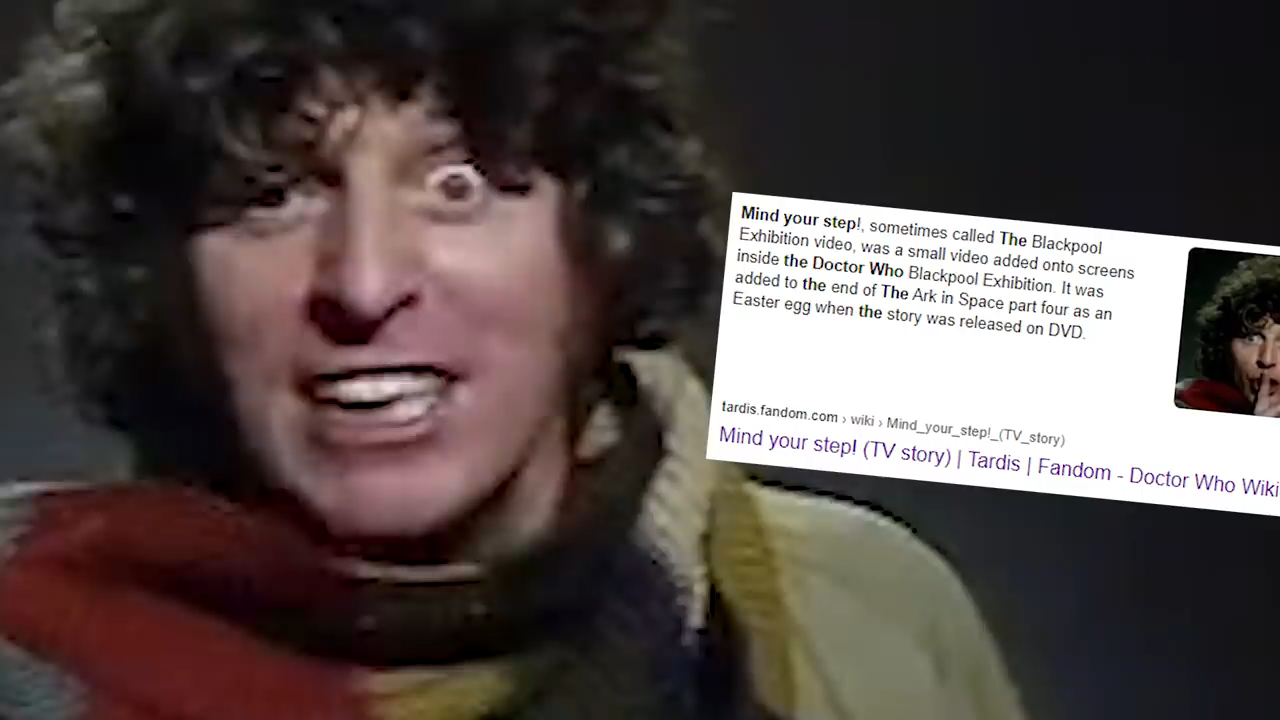 Mind your step!, sometimes called The Blackpool
Exhibition video, was a small video added onto screens
inside the Doctor Who Blackpool Exhibition. It was
added to the end of The Ark in Space part four as an
Easter egg when the story was released on DVD.
tardis.fandom.com › wiki › Mind_your_step!_(TV_story)
Mind your step! (TV story) | Tardis | Fandom - Doctor Who Wiki